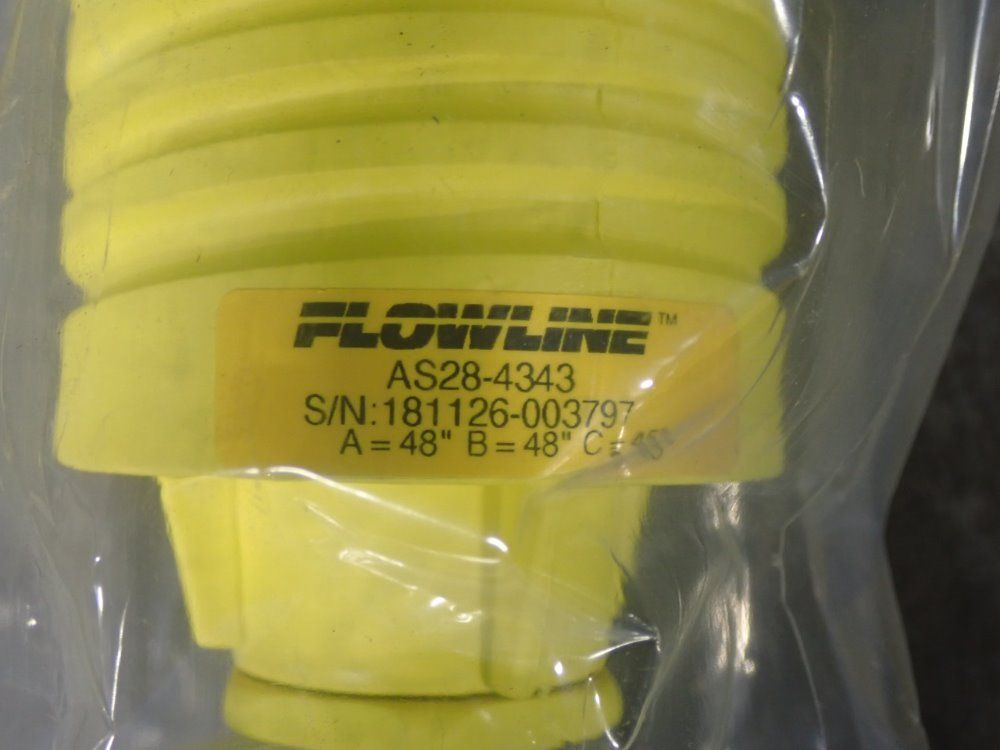 FLOWLINE™
AS28-4343
S/N:181126-003797
A = 48" B = 48" C =